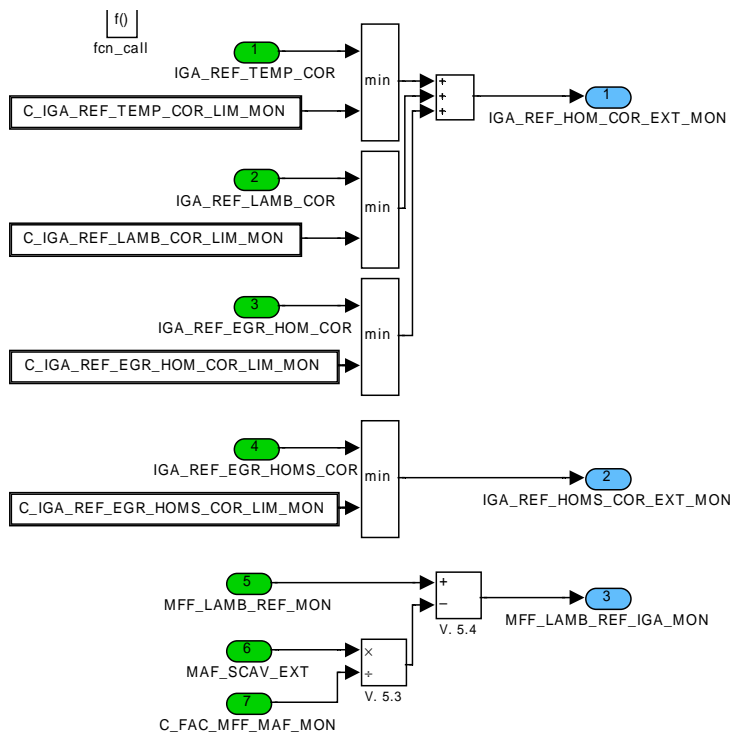 f()
fcn_call
1
IGA_REF_TEMP_COR
C_IGA_REF_TEMP_COR_LIM_MON
min
+
+
+
1
IGA_REF_HOM_COR_EXT_MON
2
IGA_REF_LAMB_COR
C_IGA_REF_LAMB_COR_LIM_MON
min
3
IGA_REF_EGR_HOM_COR
C_IGA_REF_EGR_HOM_COR_LIM_MON
min
4
IGA_REF_EGR_HOMS_COR
C_IGA_REF_EGR_HOMS_COR_LIM_MON
min
2
IGA_REF_HOMS_COR_EXT_MON
5
MFF_LAMB_REF_MON
+
−
V. 5.4
3
MFF_LAMB_REF_IGA_MON
6
MAF_SCAV_EXT
×
÷
V. 5.3
7
C_FAC_MFF_MAF_MON